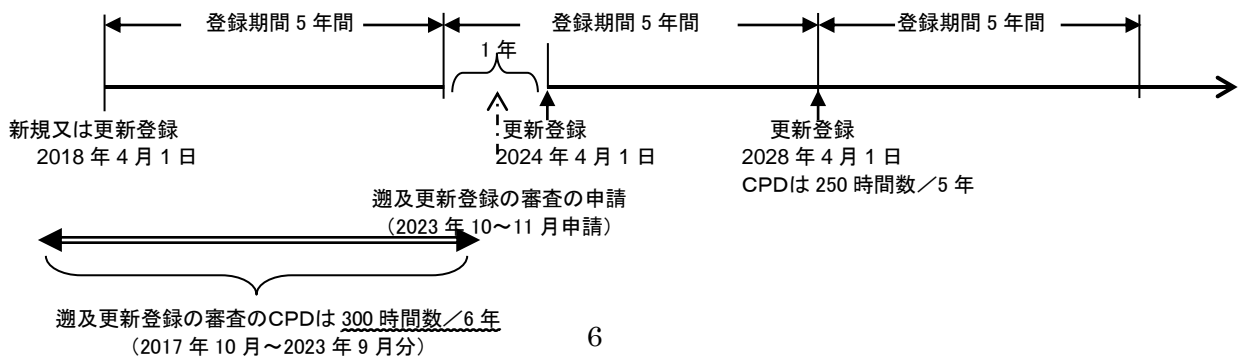 登録期間 5 年間
登録期間 5 年間
登録期間 5 年間
1 年
新規又は更新登録
2018 年 4 月 1 日
更新登録
2024 年 4 月 1 日
更新登録
2028 年 4 月 1 日
CPDは 250 時間数／5 年
遡及更新登録の審査の申請
（2023 年 10～11 月申請）
遡及更新登録の審査のCPDは 300 時間数／6 年
（2017 年 10 月～2023 年 9 月分）
6